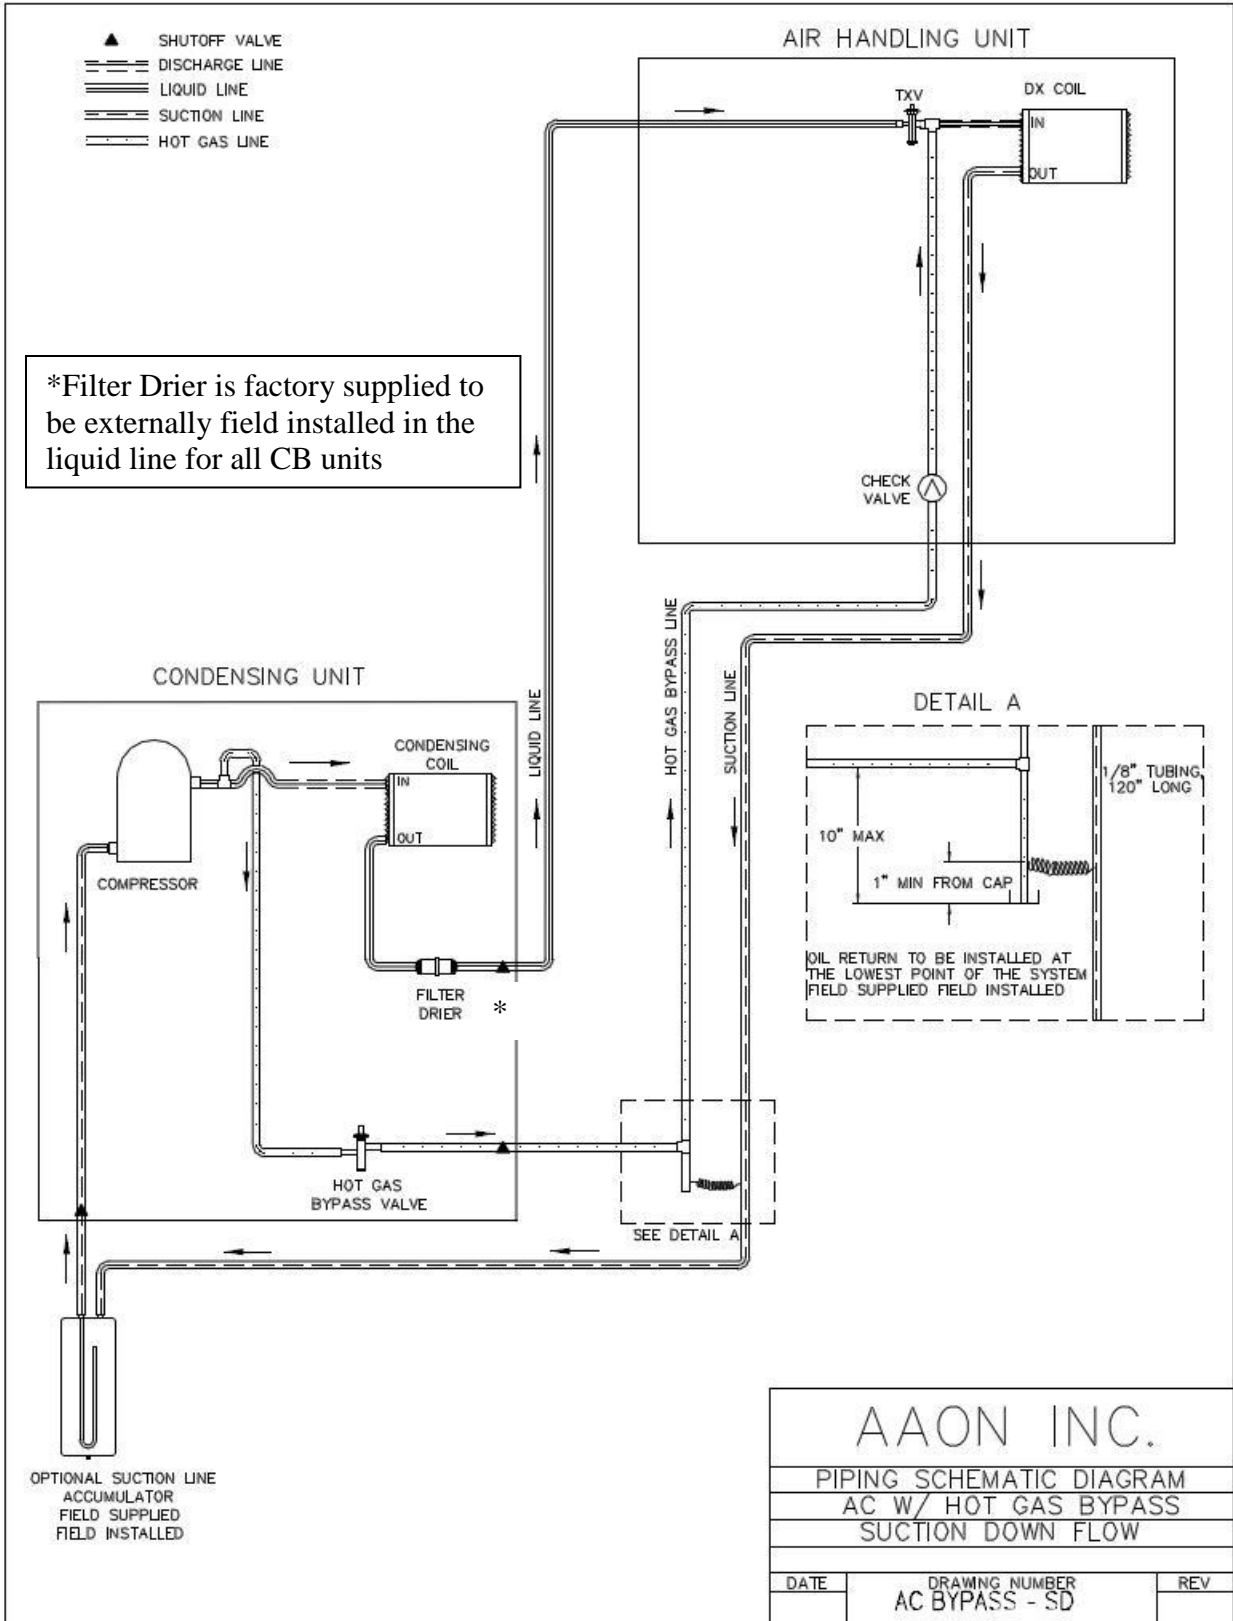 SHUTOFF VALVE
DISCHARGE LINE
LIQUID LINE
SUCTION LINE
HOT GAS LINE
AIR HANDLING UNIT
TXV
DX COIL
IN
OUT
*Filter Drier is factory supplied to
be externally field installed in the
liquid line for all CB units
CHECK
VALVE
CONDENSING UNIT
LIQUID LINE
HOT GAS BYPASS LINE
SUCTION LINE
CONDENSING
COIL
IN
OUT
COMPRESSOR
FILTER
DRIER
*
HOT GAS
BYPASS VALVE
SEE DETAIL A
DETAIL A
1/8" TUBING,
120" LONG
10" MAX
1" MIN FROM CAP
OIL RETURN TO BE INSTALLED AT
THE LOWEST POINT OF THE SYSTEM
FIELD SUPPLIED FIELD INSTALLED
OPTIONAL SUCTION LINE
ACCUMULATOR
FIELD SUPPLIED
FIELD INSTALLED
AAON INC.
PIPING SCHEMATIC DIAGRAM
AC W/ HOT GAS BYPASS
SUCTION DOWN FLOW
DATE
DRAWING NUMBER
AC BYPASS - SD
REV